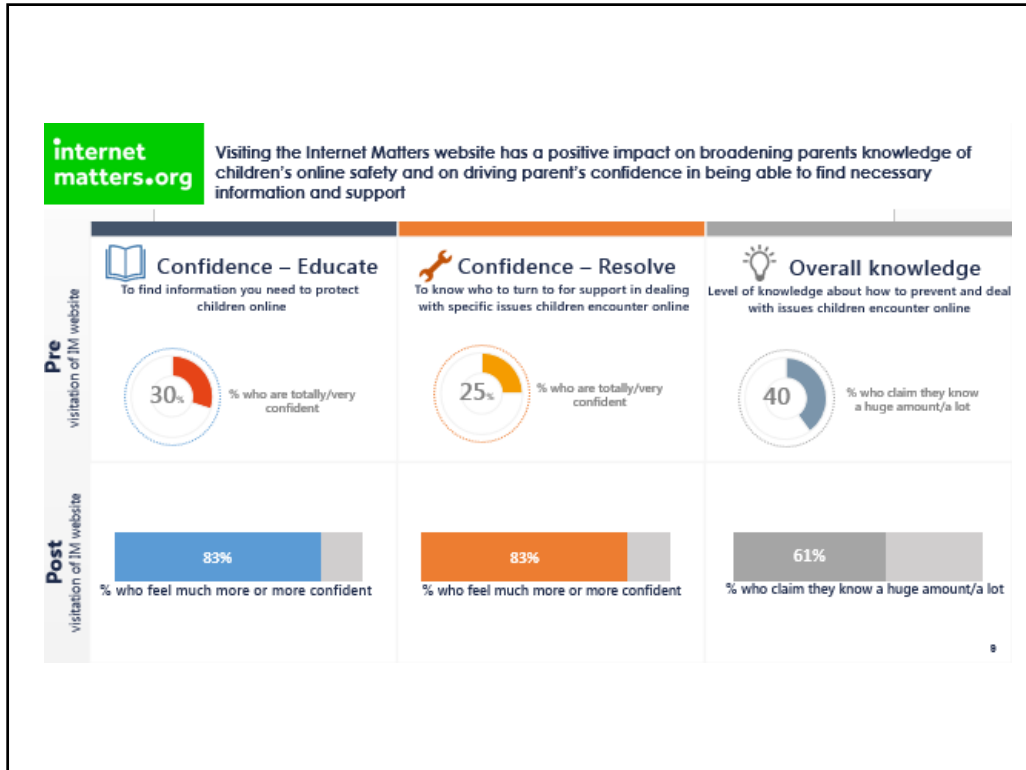 internet
matters.org
Visiting the Internet Matters website has a positive impact on broadening parents knowledge of
children's online safety and on driving parent's confidence in being able to find necessary
information and support
Pre
visitation of IM website
Confidence – Educate
To find information you need to protect
children online
30%
% who are totally/very
confident
Confidence – Resolve
To know who to turn to for support in dealing
with specific issues children encounter online
25%
% who are totally/very
confident
Overall knowledge
Level of knowledge about how to prevent and deal
with issues children encounter online
40
% who claim they know
a huge amount/a lot
Post
visitation of IM website
83%
% who feel much more or more confident
83%
% who feel much more or more confident
61%
% who claim they know a huge amount/a lot
9